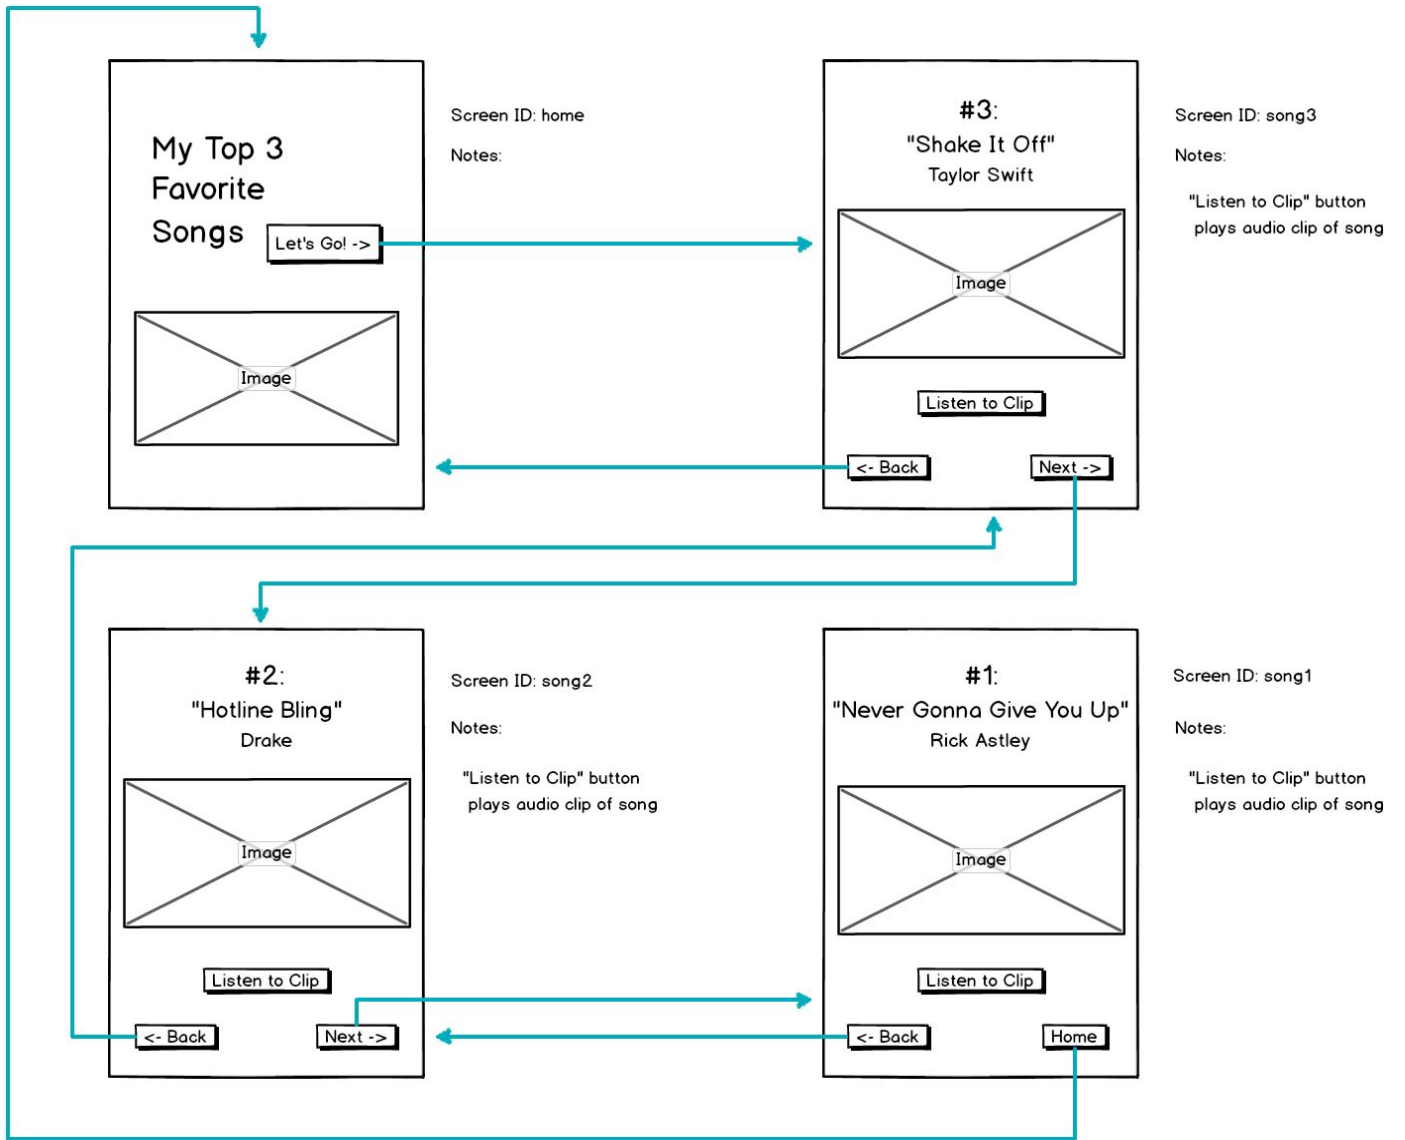 My Top 3
Favorite
Songs
Let's Go! ->
Image
Screen ID: home
Notes:
#3:
"Shake It Off"
Taylor Swift
Image
Listen to Clip
<- Back
Next ->
Screen ID: song3
Notes:
"Listen to Clip" button
plays audio clip of song
#2:
"Hotline Bling"
Drake
Image
Listen to Clip
<- Back
Next ->
Screen ID: song2
Notes:
"Listen to Clip" button
plays audio clip of song
#1:
"Never Gonna Give You Up"
Rick Astley
Image
Listen to Clip
<- Back
Home
Screen ID: song1
Notes:
"Listen to Clip" button
plays audio clip of song